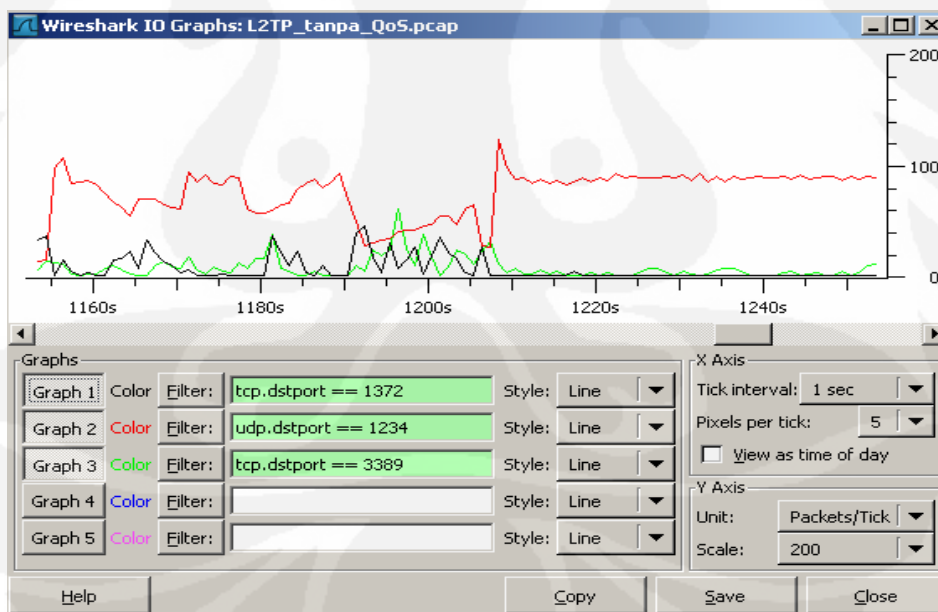 Wireshark IO Graphs: L2TP_tanpa_QoS.pcap
200
100
0
1160s 1180s 1200s 1220s 1240s
Graphs
Graph 1 Color Filter: tcp.dstport == 1372 Style: Line
Graph 2 Color Filter: udp.dstport == 1234 Style: Line
Graph 3 Color Filter: tcp.dstport == 3389 Style: Line
Graph 4 Color Filter: Style: Line
Graph 5 Color Filter: Style: Line
X Axis
Tick interval: 1 sec
Pixels per tick: 5
View as time of day
Y Axis
Unit: Packets/Tick
Scale: 200
Help Copy Save Close